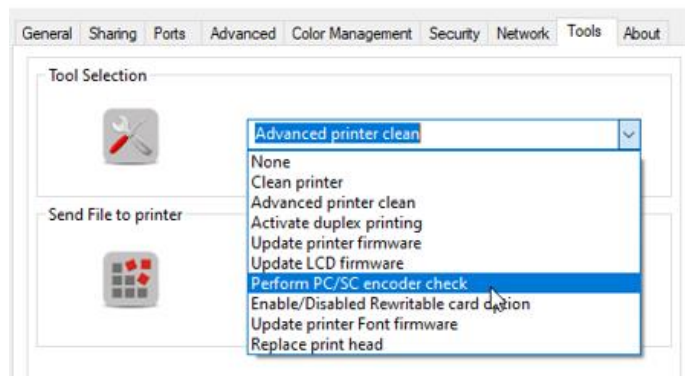 General Sharing Ports Advanced Color Management Security Network Tools About
Tool Selection
Advanced printer clean
None
Clean printer
Advanced printer clean
Activate duplex printing
Send File to printer
Update printer firmware
Update LCD firmware
Perform PC/SC encoder check
Enable/Disabled Rewritable card option
Update printer Font firmware
Replace print head